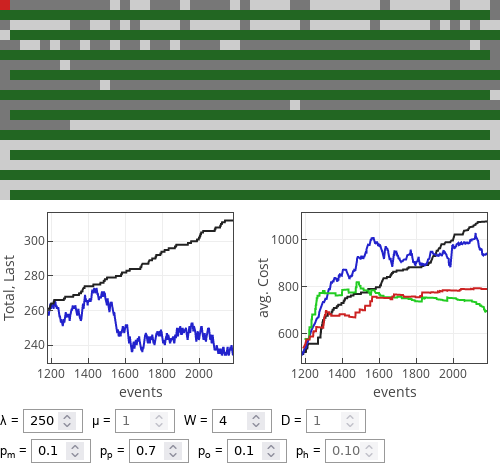 Total, Last
300
280
260
240
1200 1400 1600 1800 2000
events
avg. Cost
1000
800
600
1200 1400 1600 1800 2000
events
λ = 250 μ = 1 W = 4 D = 1
pm = 0.1 pp = 0.7 po = 0.1 ph = 0.10